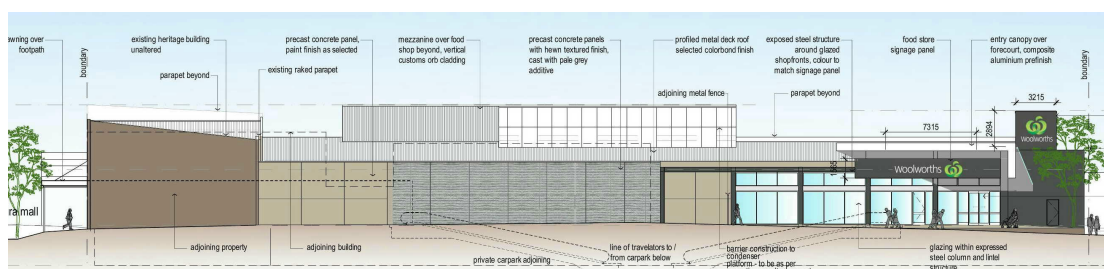 awning over
footpath
boundary
existing heritage building
unaltered
parapet beyond
existing raked parapet
precast concrete panel,
paint finish as selected
mezzanine over food
shop beyond, vertical
customs orb cladding
precast concrete panels
with hewn textured finish,
cast with pale grey
additive
profiled metal deck roof
selected colorbond finish
adjoining metal fence
exposed steel structure
around glazed
shopfronts, colour to
match signage panel
parapet beyond
food store
signage panel
entry canopy over
forecourt, composite
aluminium prefinish
boundary
3215
2894
7315
1665
woolworths
woolworths
ra mall
adjoining property
adjoining building
private carpark adjoining
line of travelators to /
from carpark below
barrier construction to
condenser
platform - to be as per
glazing within expressed
steel column and lintel
structure